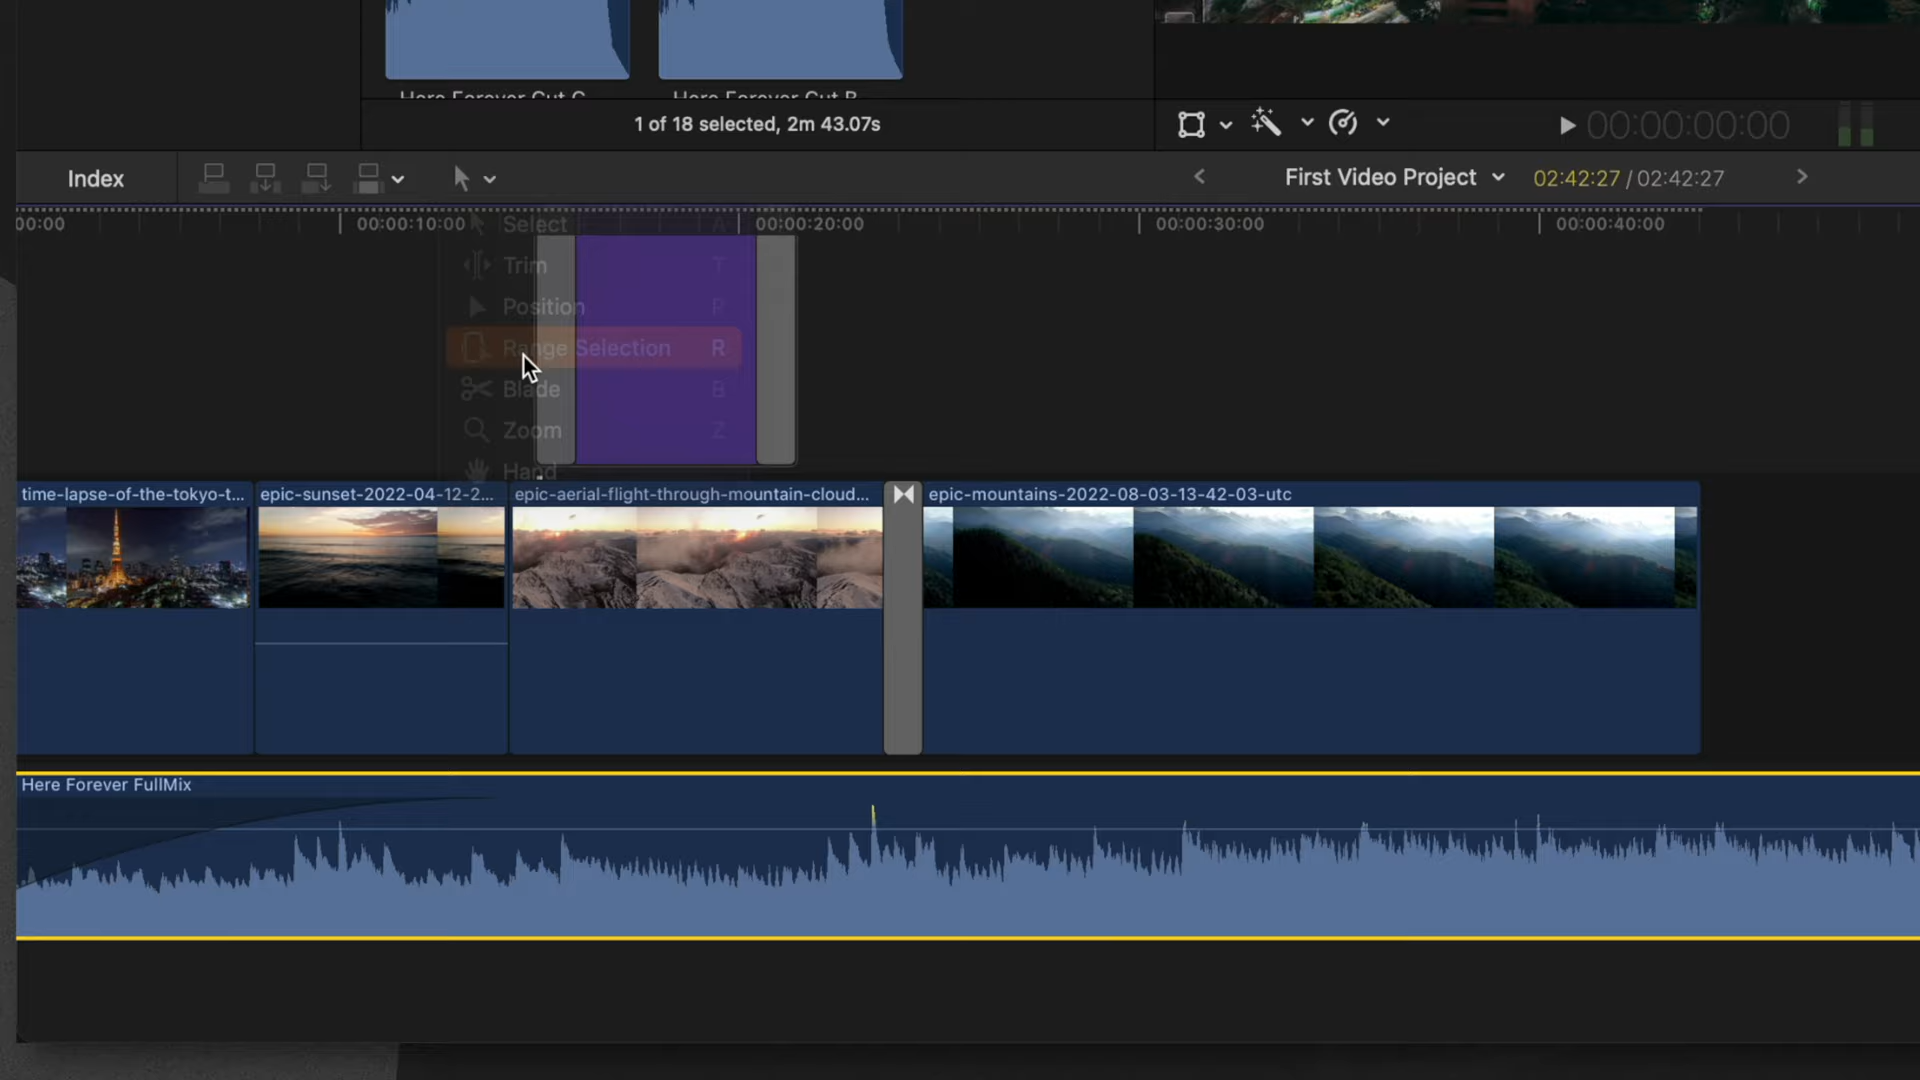 Here Forever Cut C
Here Forever Cut B
1 of 18 selected, 2m 43.07s
00:00:00:00
Index
First Video Project
02:42:27 / 02:42:27
00:00
00:00:10:00
00:00:20:00
00:00:30:00
00:00:40:00
Select A
Trim T
Position P
Range Selection R
Blade B
Zoom Z
Hand
time-lapse-of-the-tokyo-t...
epic-sunset-2022-04-12-2...
epic-aerial-flight-through-mountain-cloud...
epic-mountains-2022-08-03-13-42-03-utc
Here Forever FullMix